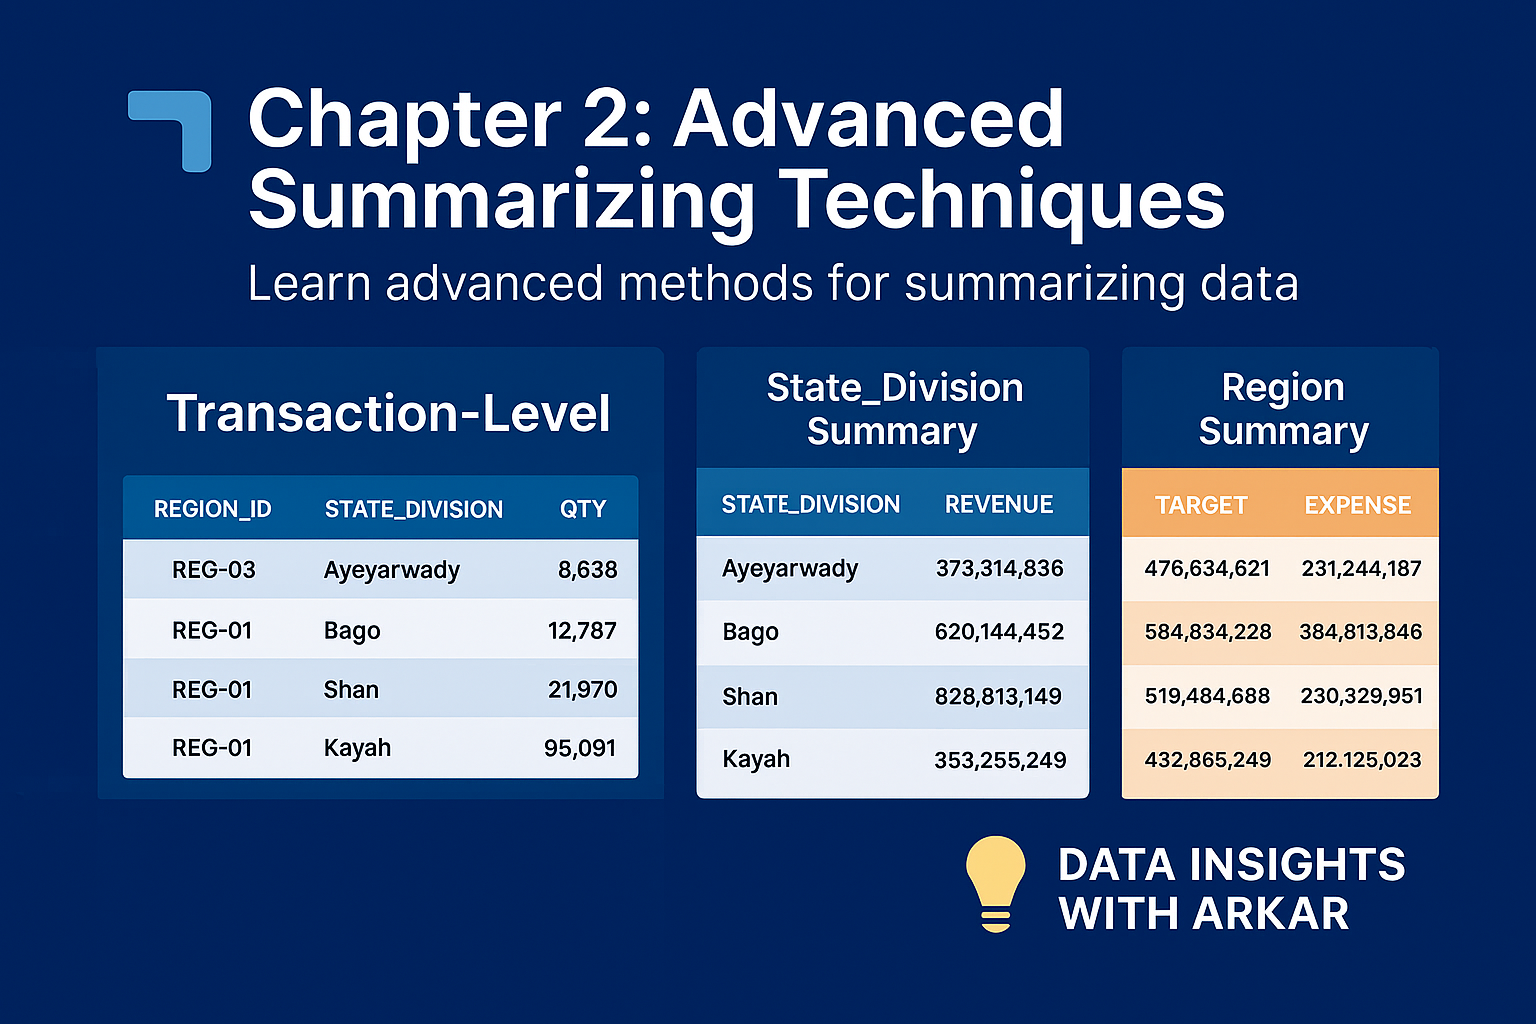 Chapter 2: Advanced
Summarizing Techniques
Learn advanced methods for summarizing data
Transaction-Level
REGION_ID STATE_DIVISION QTY
REG-03 Ayeyarwady 8,638
REG-01 Bago 12,787
REG-01 Shan 21,970
REG-01 Kayah 95,091
State_Division
Summary
STATE_DIVISION REVENUE
Ayeyarwady 373,314,836
Bago 620,144,452
Shan 828,813,149
Kayah 353,255,249
Region
Summary
TARGET EXPENSE
476,634,621 231,244,187
584,834,228 384,813,846
519,484,688 230,329,951
432,865,249 212.125,023
DATA INSIGHTS
WITH ARKAR